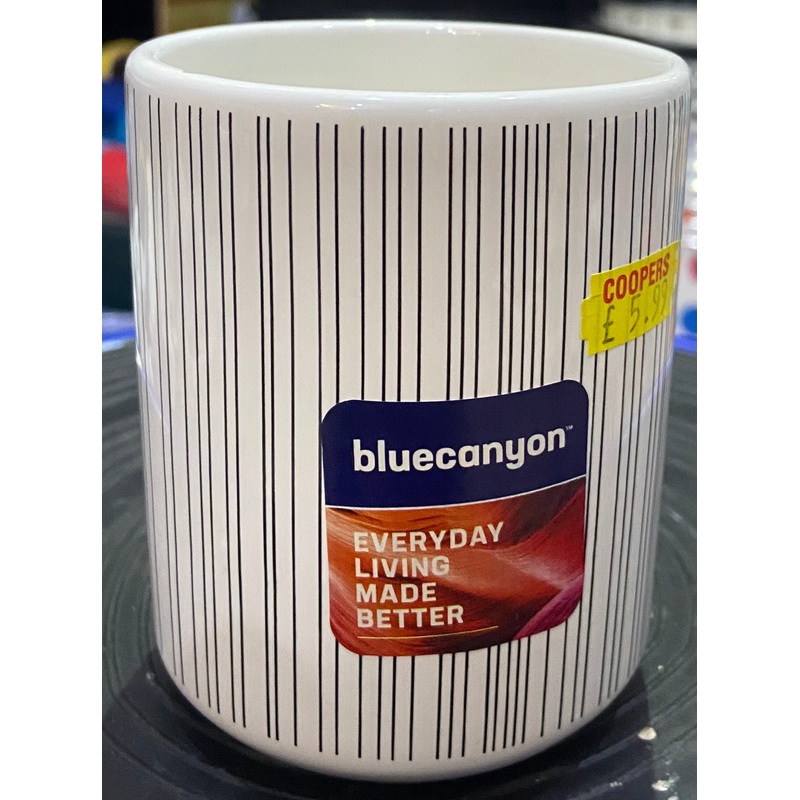 COOPERS
£ 5.99
bluecanyon™
EVERYDAY
LIVING
MADE
BETTER